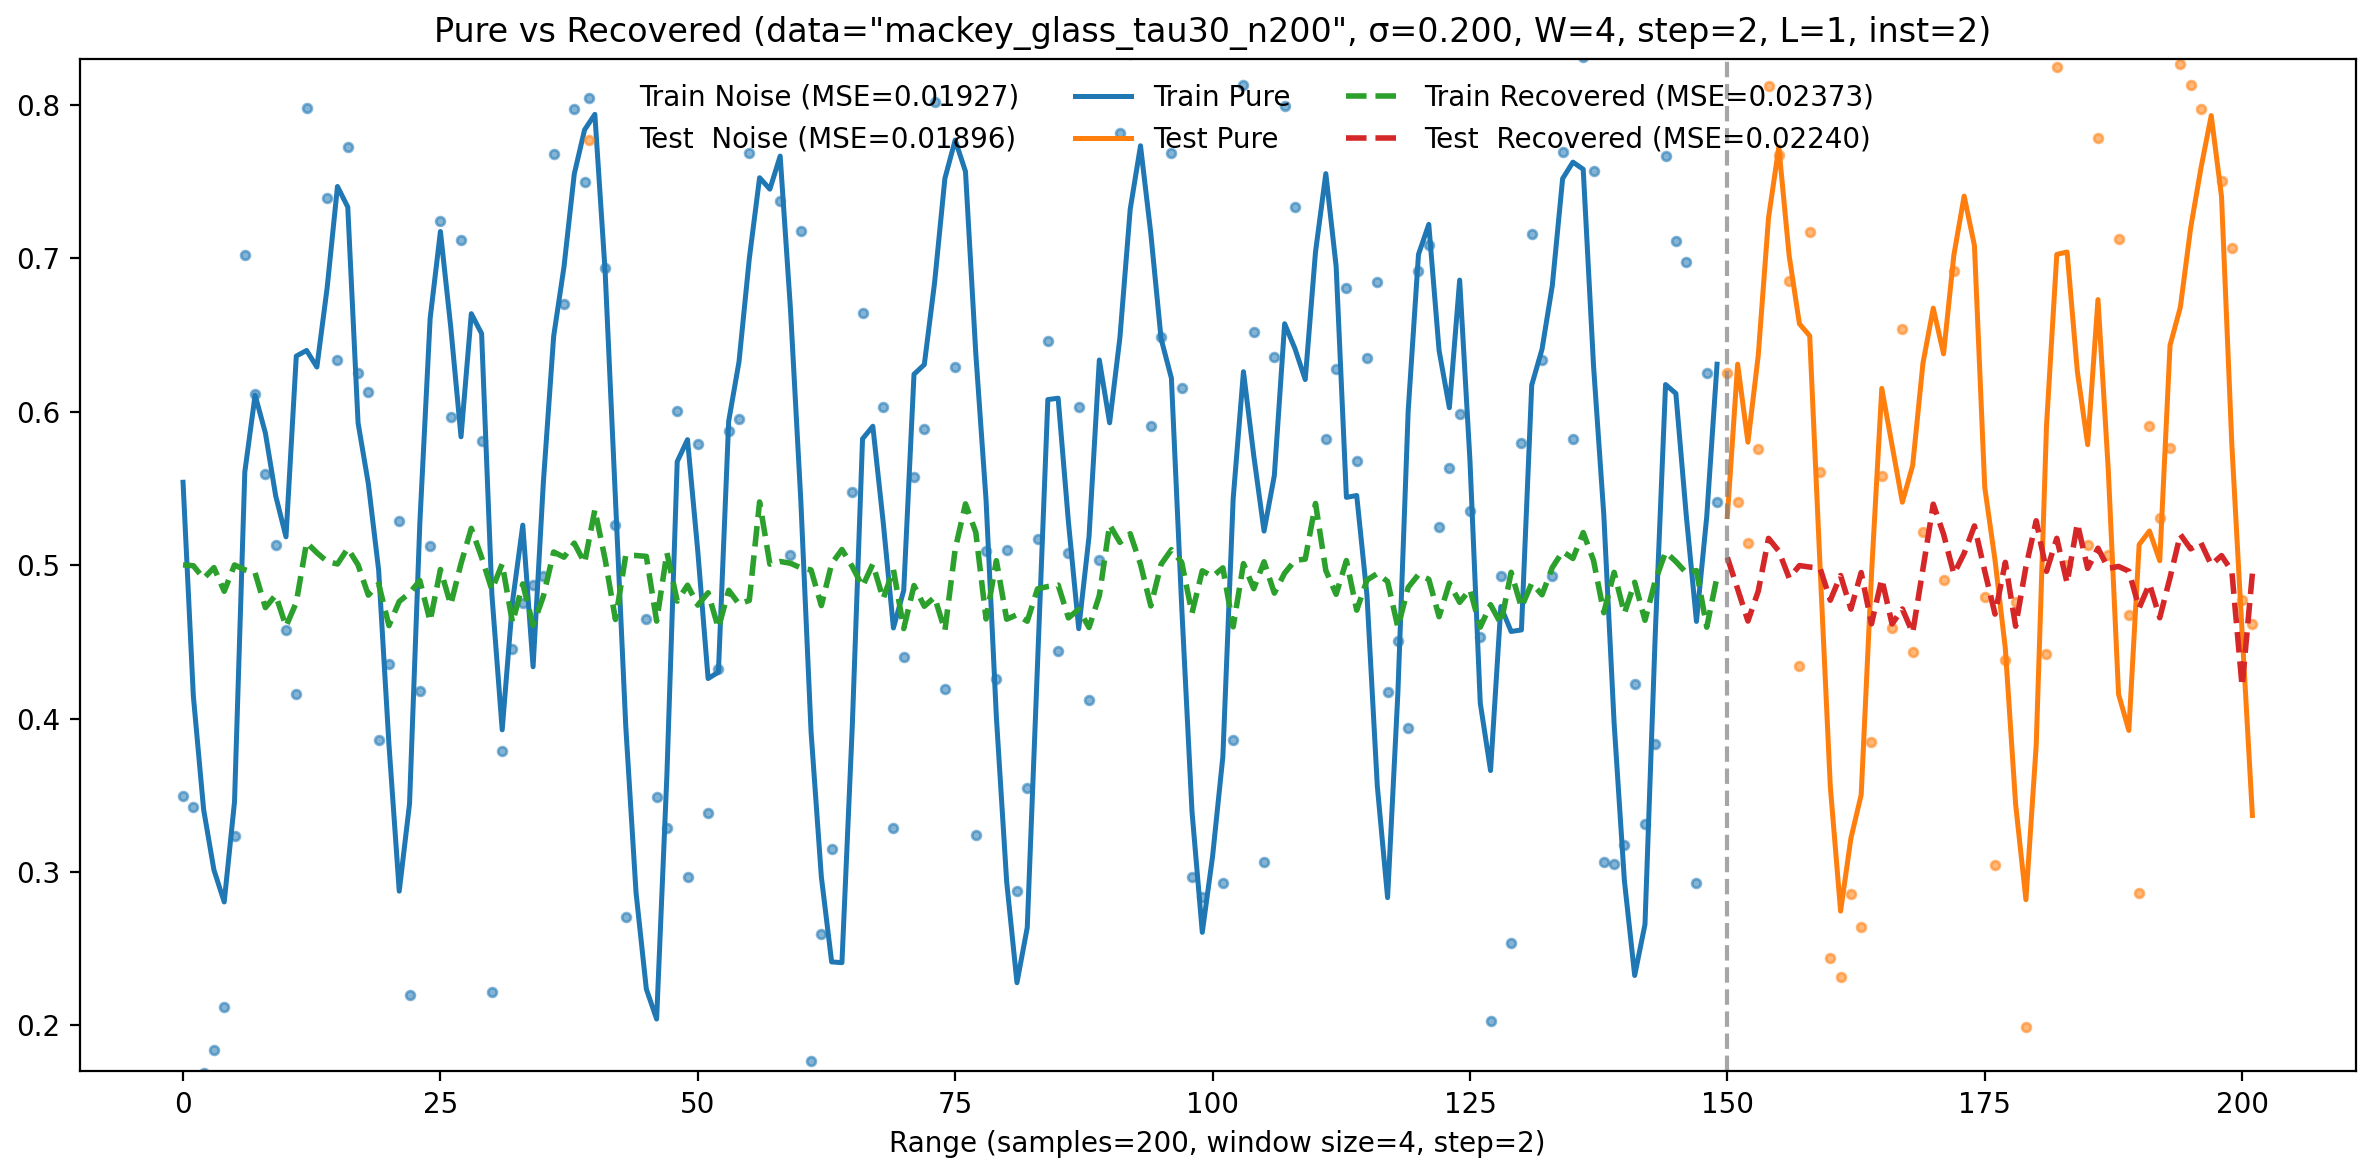 Pure vs Recovered (data="mackey_glass_tau30_n200", σ=0.200, W=4, step=2, L=1, inst=2)
Train Noise (MSE=0.01927) Train Pure Train Recovered (MSE=0.02373)
Test  Noise (MSE=0.01896) Test Pure Test  Recovered (MSE=0.02240)
0.8
0.7
0.6
0.5
0.4
0.3
0.2
0 25 50 75 100 125 150 175 200
Range (samples=200, window size=4, step=2)